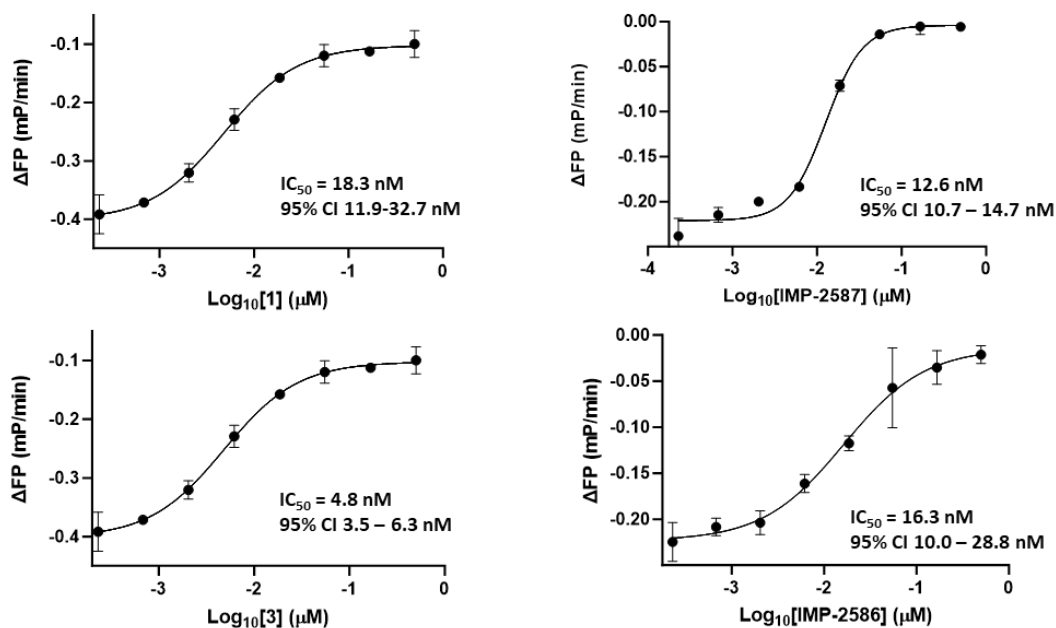 -0.1
-0.2
-0.3
-0.4
ΔFP (mP/min)
IC50 = 18.3 nM
95% CI 11.9-32.7 nM
-3
-2
-1
0
Log10[1] (μM)
0.00
-0.05
-0.10
-0.15
-0.20
ΔFP (mP/min)
IC50 = 12.6 nM
95% CI 10.7 – 14.7 nM
-4
-3
-2
-1
0
Log10[IMP-2587] (μM)
-0.1
-0.2
-0.3
-0.4
ΔFP (mP/min)
IC50 = 4.8 nM
95% CI 3.5 – 6.3 nM
-3
-2
-1
0
Log10[3] (μM)
0.00
-0.05
-0.10
-0.15
-0.20
ΔFP (mP/min)
IC50 = 16.3 nM
95% CI 10.0 – 28.8 nM
-3
-2
-1
0
Log10[IMP-2586] (μM)